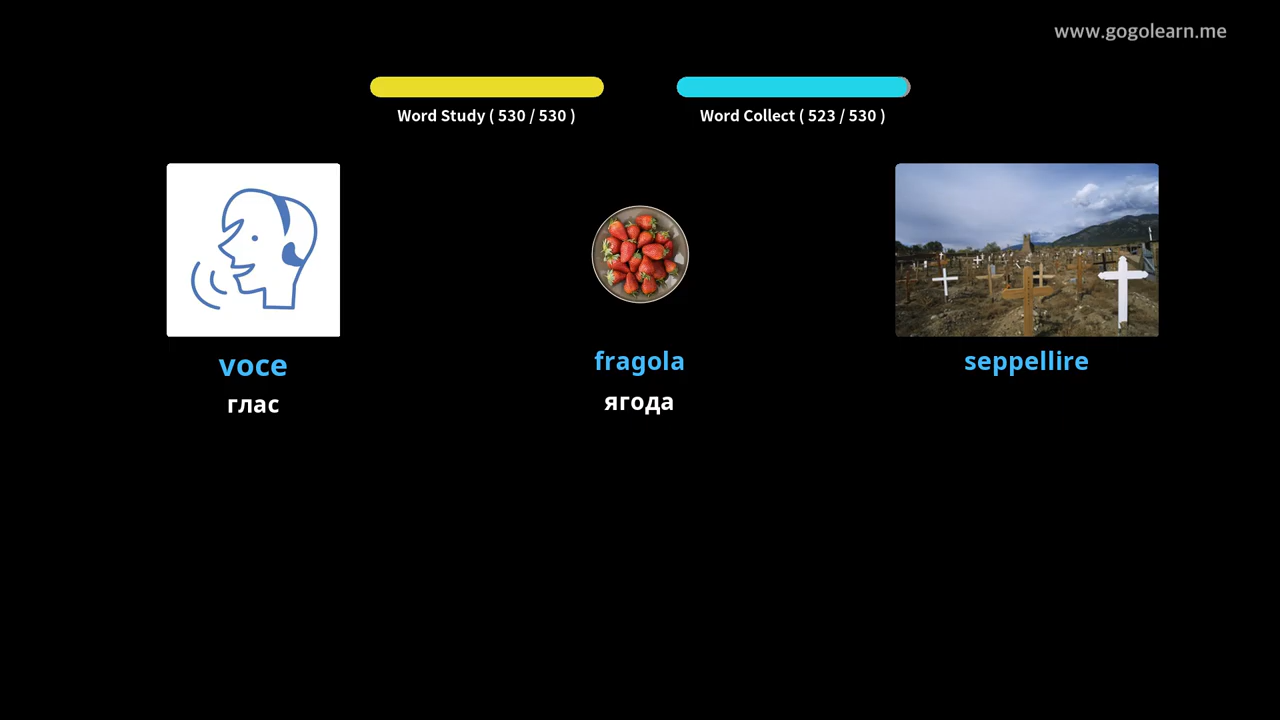 www.gogolearn.me
Word Study ( 530 / 530 )
Word Collect ( 523 / 530 )
voce
глас
fragola
ягода
seppellire